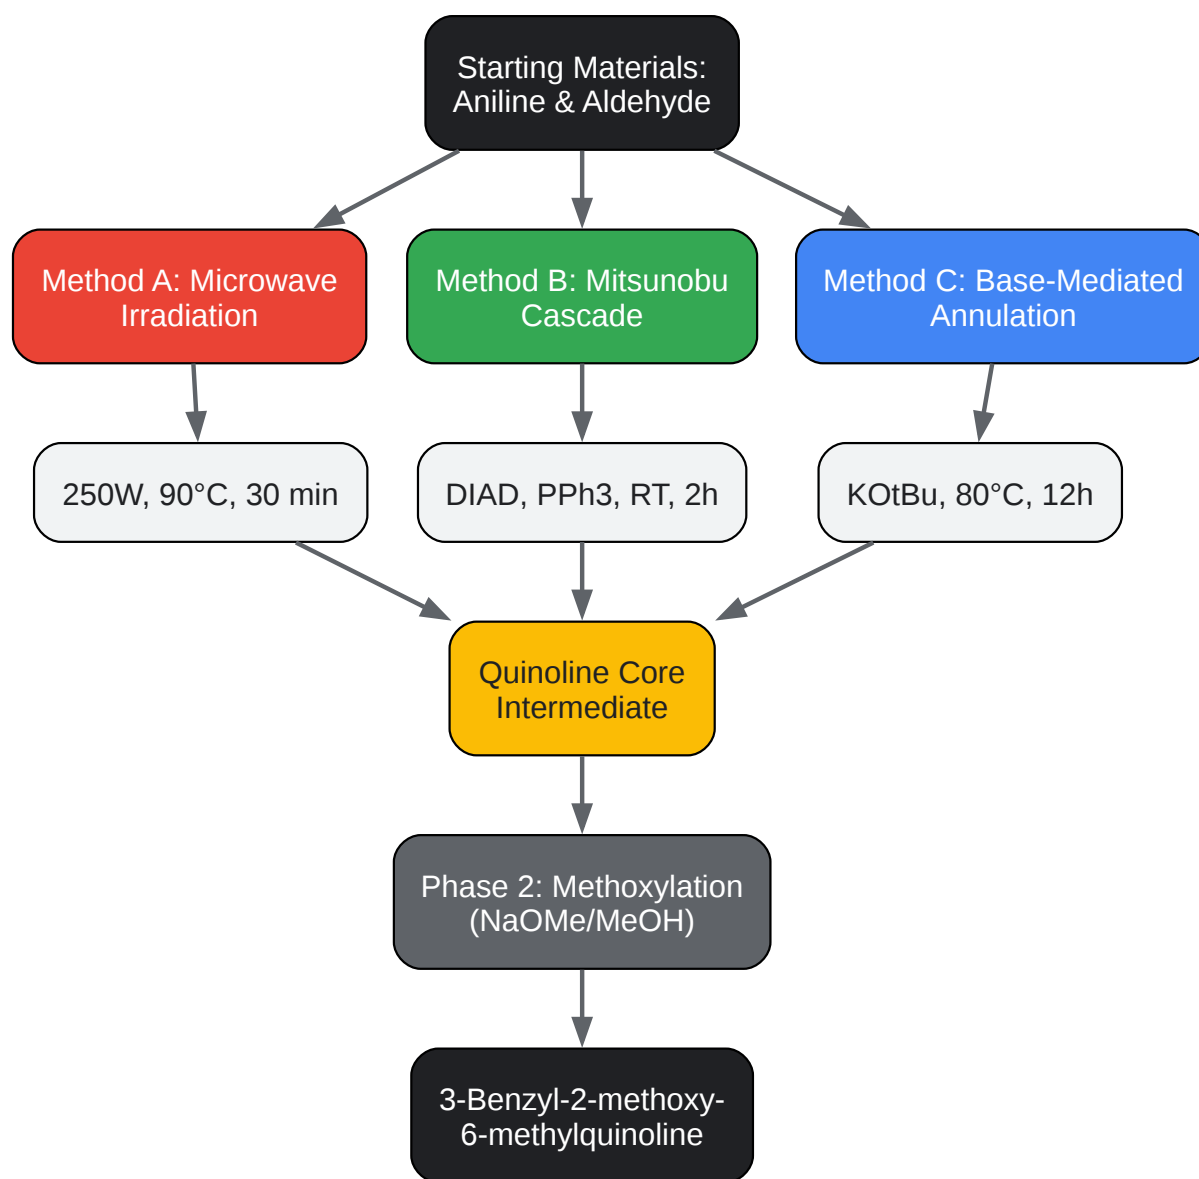 Starting Materials:
Aniline & Aldehyde
Method A: Microwave
Irradiation
Method B: Mitsunobu
Cascade
Method C: Base-Mediated
Annulation
250W, 90°C, 30 min
DIAD, PPh3, RT, 2h
KOtBu, 80°C, 12h
Quinoline Core
Intermediate
Phase 2: Methoxylation
(NaOMe/MeOH)
3-Benzyl-2-methoxy-
6-methylquinoline